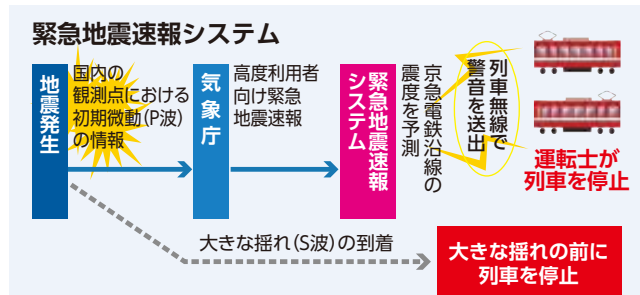 緊急地震速報システム
地震発生
国内の
観測点における
初期微動(P波)
の情報
気象庁
高度利用者
向け緊急
地震速報
緊急地震速報
システム
京急電鉄沿線の
震度を予測
列車無線で
警音を送出
運転士が
列車を停止
大きな揺れ(S波)の到着
大きな揺れの前に
列車を停止